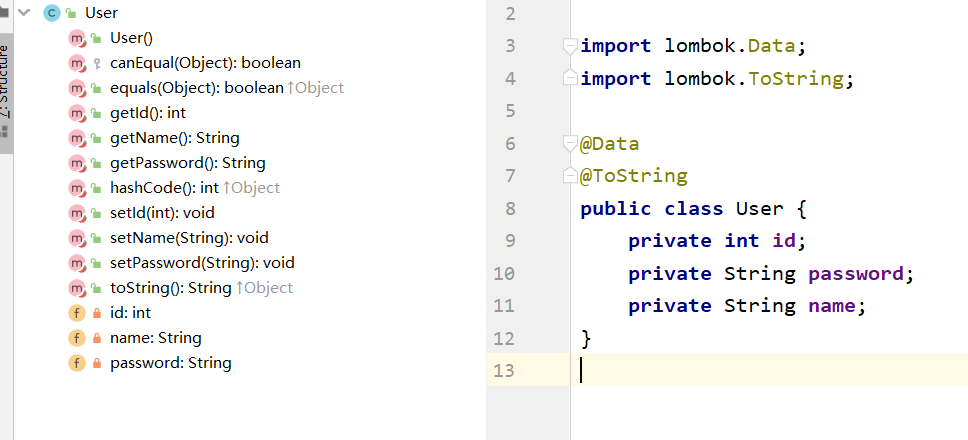 User
User()
canEqual(Object): boolean
equals(Object): boolean ↑Object
getId(): int
getName(): String
getPassword(): String
hashCode(): int ↑Object
setId(int): void
setName(String): void
setPassword(String): void
toString(): String ↑Object
id: int
name: String
password: String
7: Structure
2
3 import lombok.Data;
4 import lombok.ToString;
5
6 @Data
7 @ToString
8 public class User {
9 private int id;
10 private String password;
11 private String name;
12 }
13